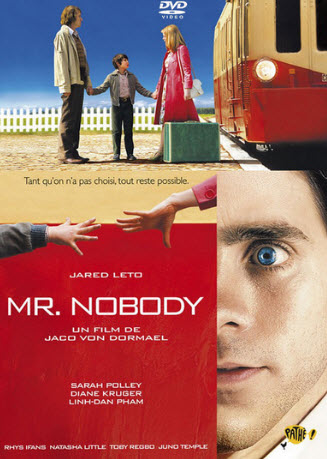 DVD
VIDEO
Tant qu'on n'a pas choisi, tout reste possible.
JARED LETO
MR. NOBODY
UN FILM DE
JACO VON DORMAEL
SARAH POLLEY
DIANE KRUGER
LINH-DAN PHAM
PATHE!
RHYS IFANS NATASHA LITTLE TOBY REGBO JUNO TEMPLE